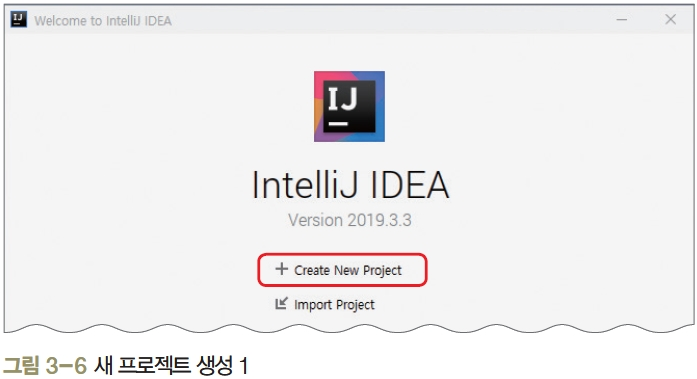 Welcome to IntelliJ IDEA
IJ
IntelliJ IDEA
Version 2019.3.3
Create New Project
Import Project
그림 3-6 새 프로젝트 생성 1